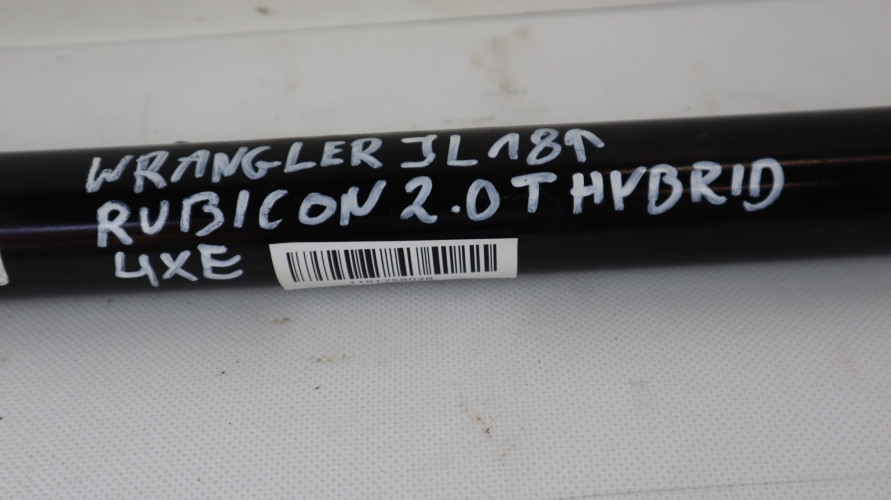 WRANGLER JL 18↑
RUBICON 2.0T HYBRID
4XE